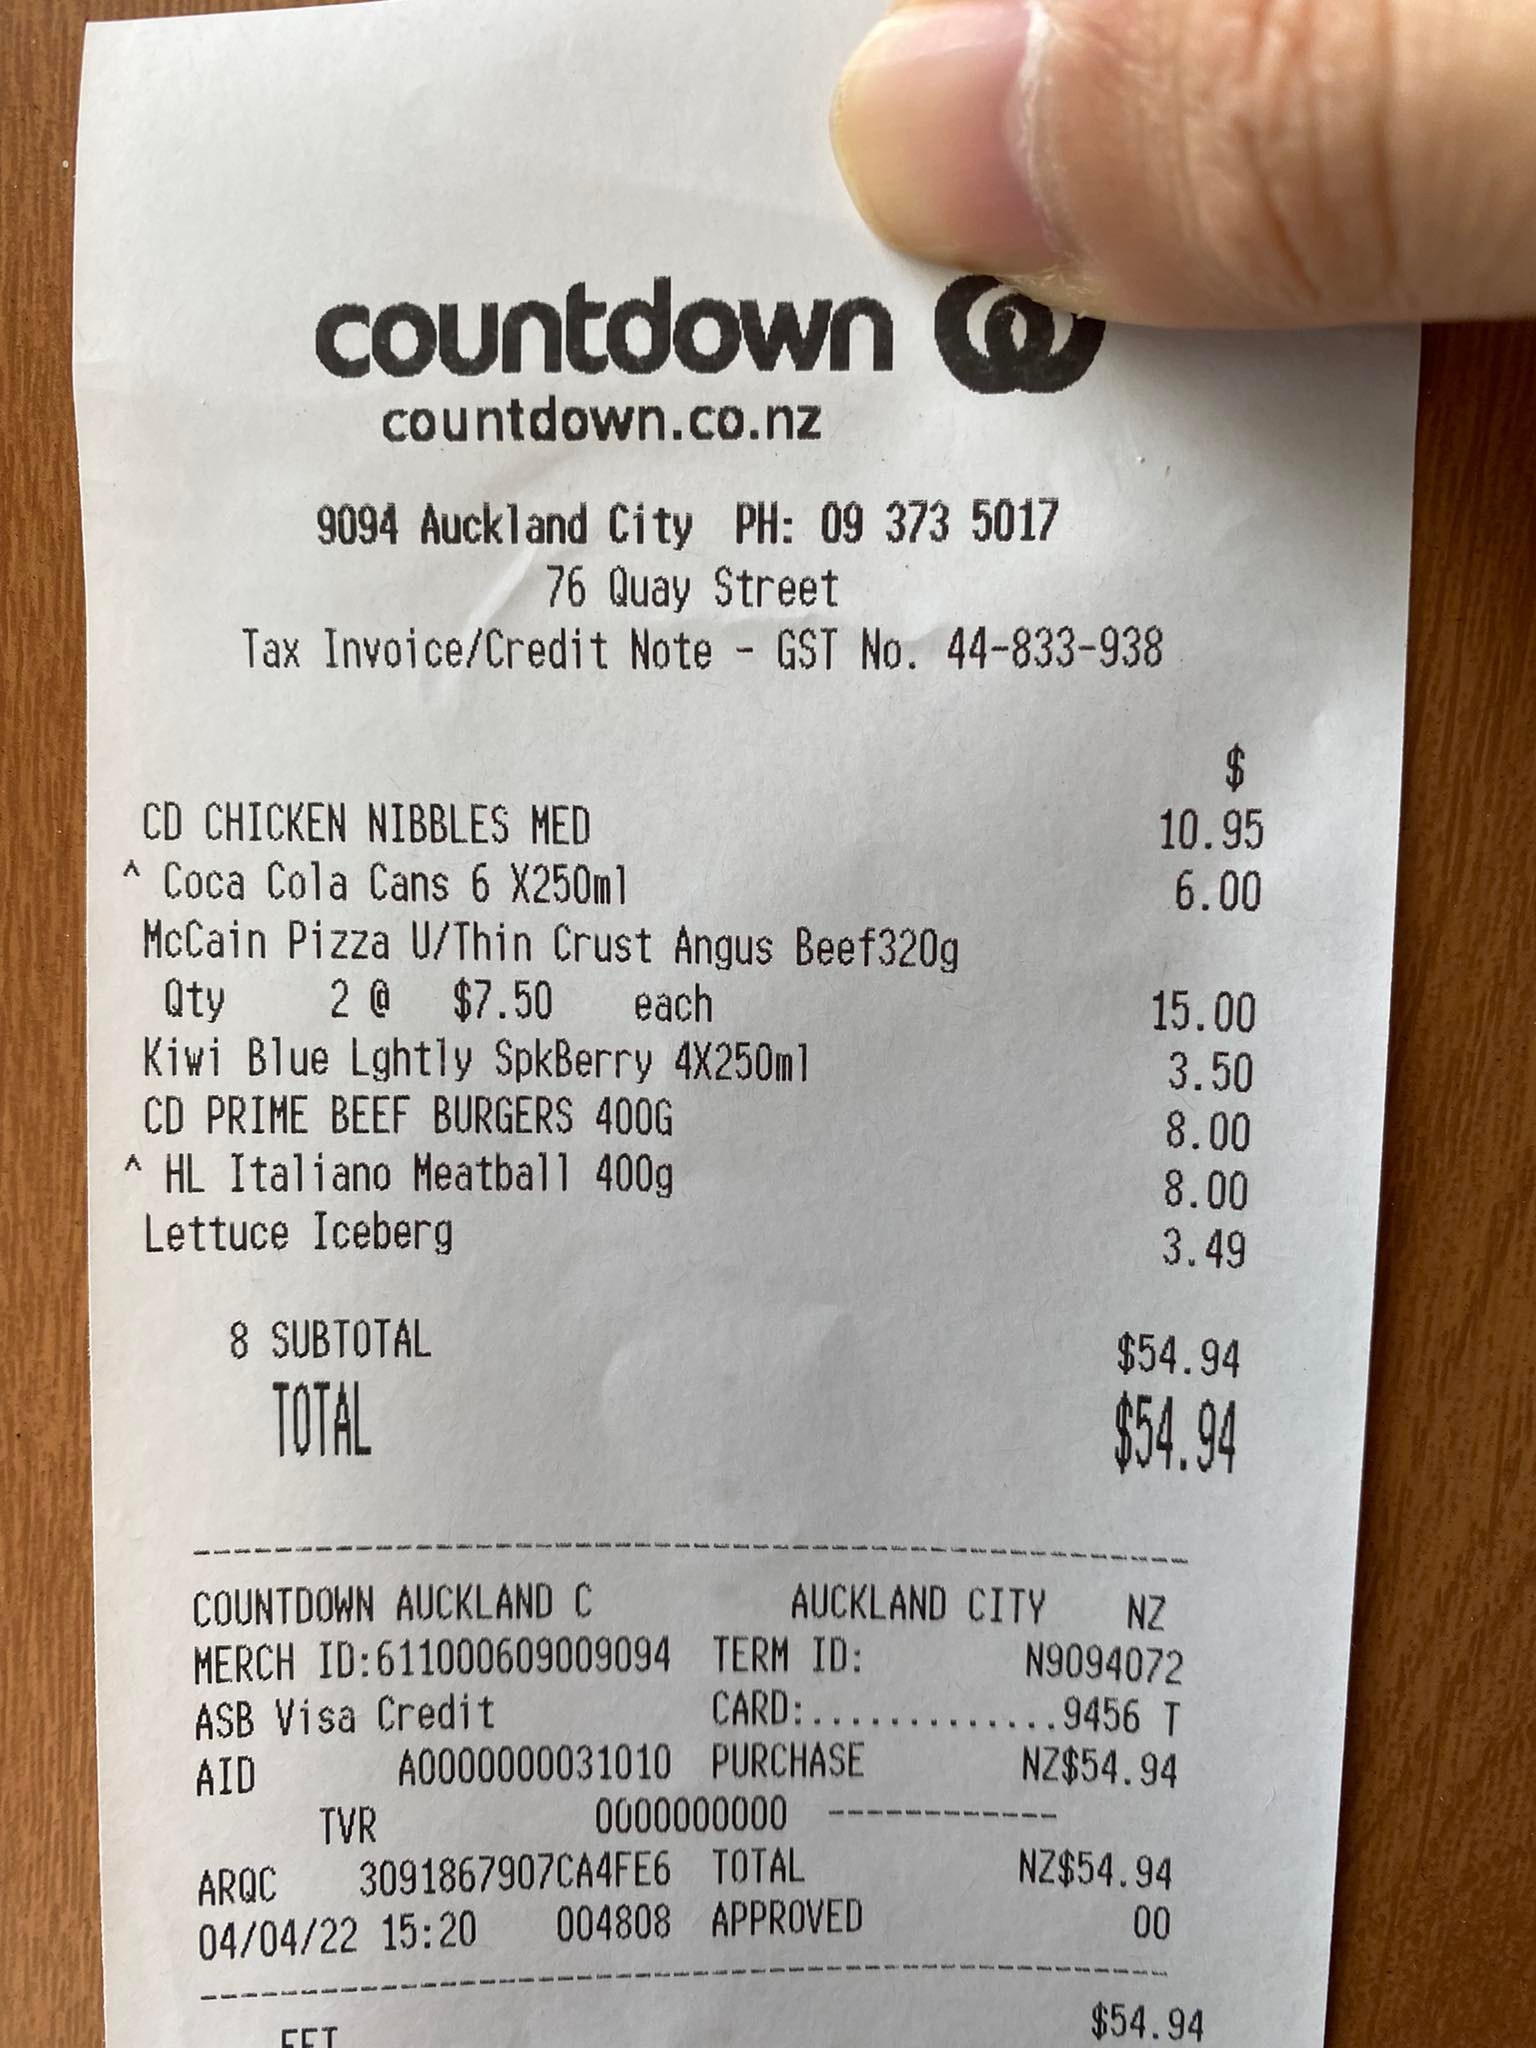 countdown
countdown.co.nz
9094 Auckland City PH: 09 373 5017
76 Quay Street
Tax Invoice/Credit Note - GST No. 44-833-938
$
CD CHICKEN NIBBLES MED 10.95
^ Coca Cola Cans 6 X250ml 6.00
McCain Pizza U/Thin Crust Angus Beef320g
Qty 2 @ $7.50 each 15.00
Kiwi Blue Lghtly SpkBerry 4X250ml 3.50
CD PRIME BEEF BURGERS 400G 8.00
^ HL Italiano Meatball 400g 8.00
Lettuce Iceberg 3.49
8 SUBTOTAL $54.94
TOTAL $54.94
COUNTDOWN AUCKLAND C AUCKLAND CITY NZ
MERCH ID:611000609009094 TERM ID: N9094072
ASB Visa Credit CARD:.............9456 T
AID A0000000031010 PURCHASE NZ$54.94
TVR 0000000000 ------------
ARQC 3091867907CA4FE6 TOTAL NZ$54.94
04/04/22 15:20 004808 APPROVED 00
EFT $54.94